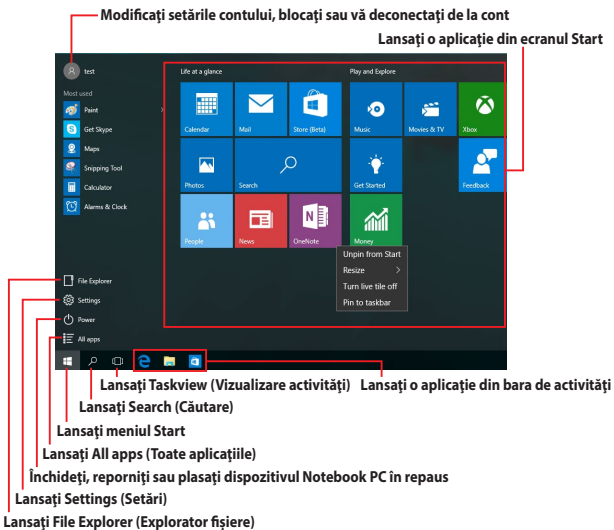 Modificați setările contului, blocați sau vă deconectați de la cont
Lansați o aplicație din ecranul Start
test
Most used
Paint
Get Skype
Maps
Snipping Tool
Calculator
Alarms & Clock
File Explorer
Settings
Power
All apps
Life at a glance
Play and Explore
Calendar
Mail
Store (Beta)
Music
Movies & TV
Xbox
Photos
Search
Get Started
Feedback
People
News
OneNote
Money
Unpin from Start
Resize
Turn live tile off
Pin to taskbar
Lansați Taskview (Vizualizare activități)
Lansați o aplicație din bara de activități
Lansați Search (Căutare)
Lansați meniul Start
Lansați All apps (Toate aplicațiile)
Închideți, reporniți sau plasați dispozitivul Notebook PC în repaus
Lansați Settings (Setări)
Lansați File Explorer (Explorator fișiere)